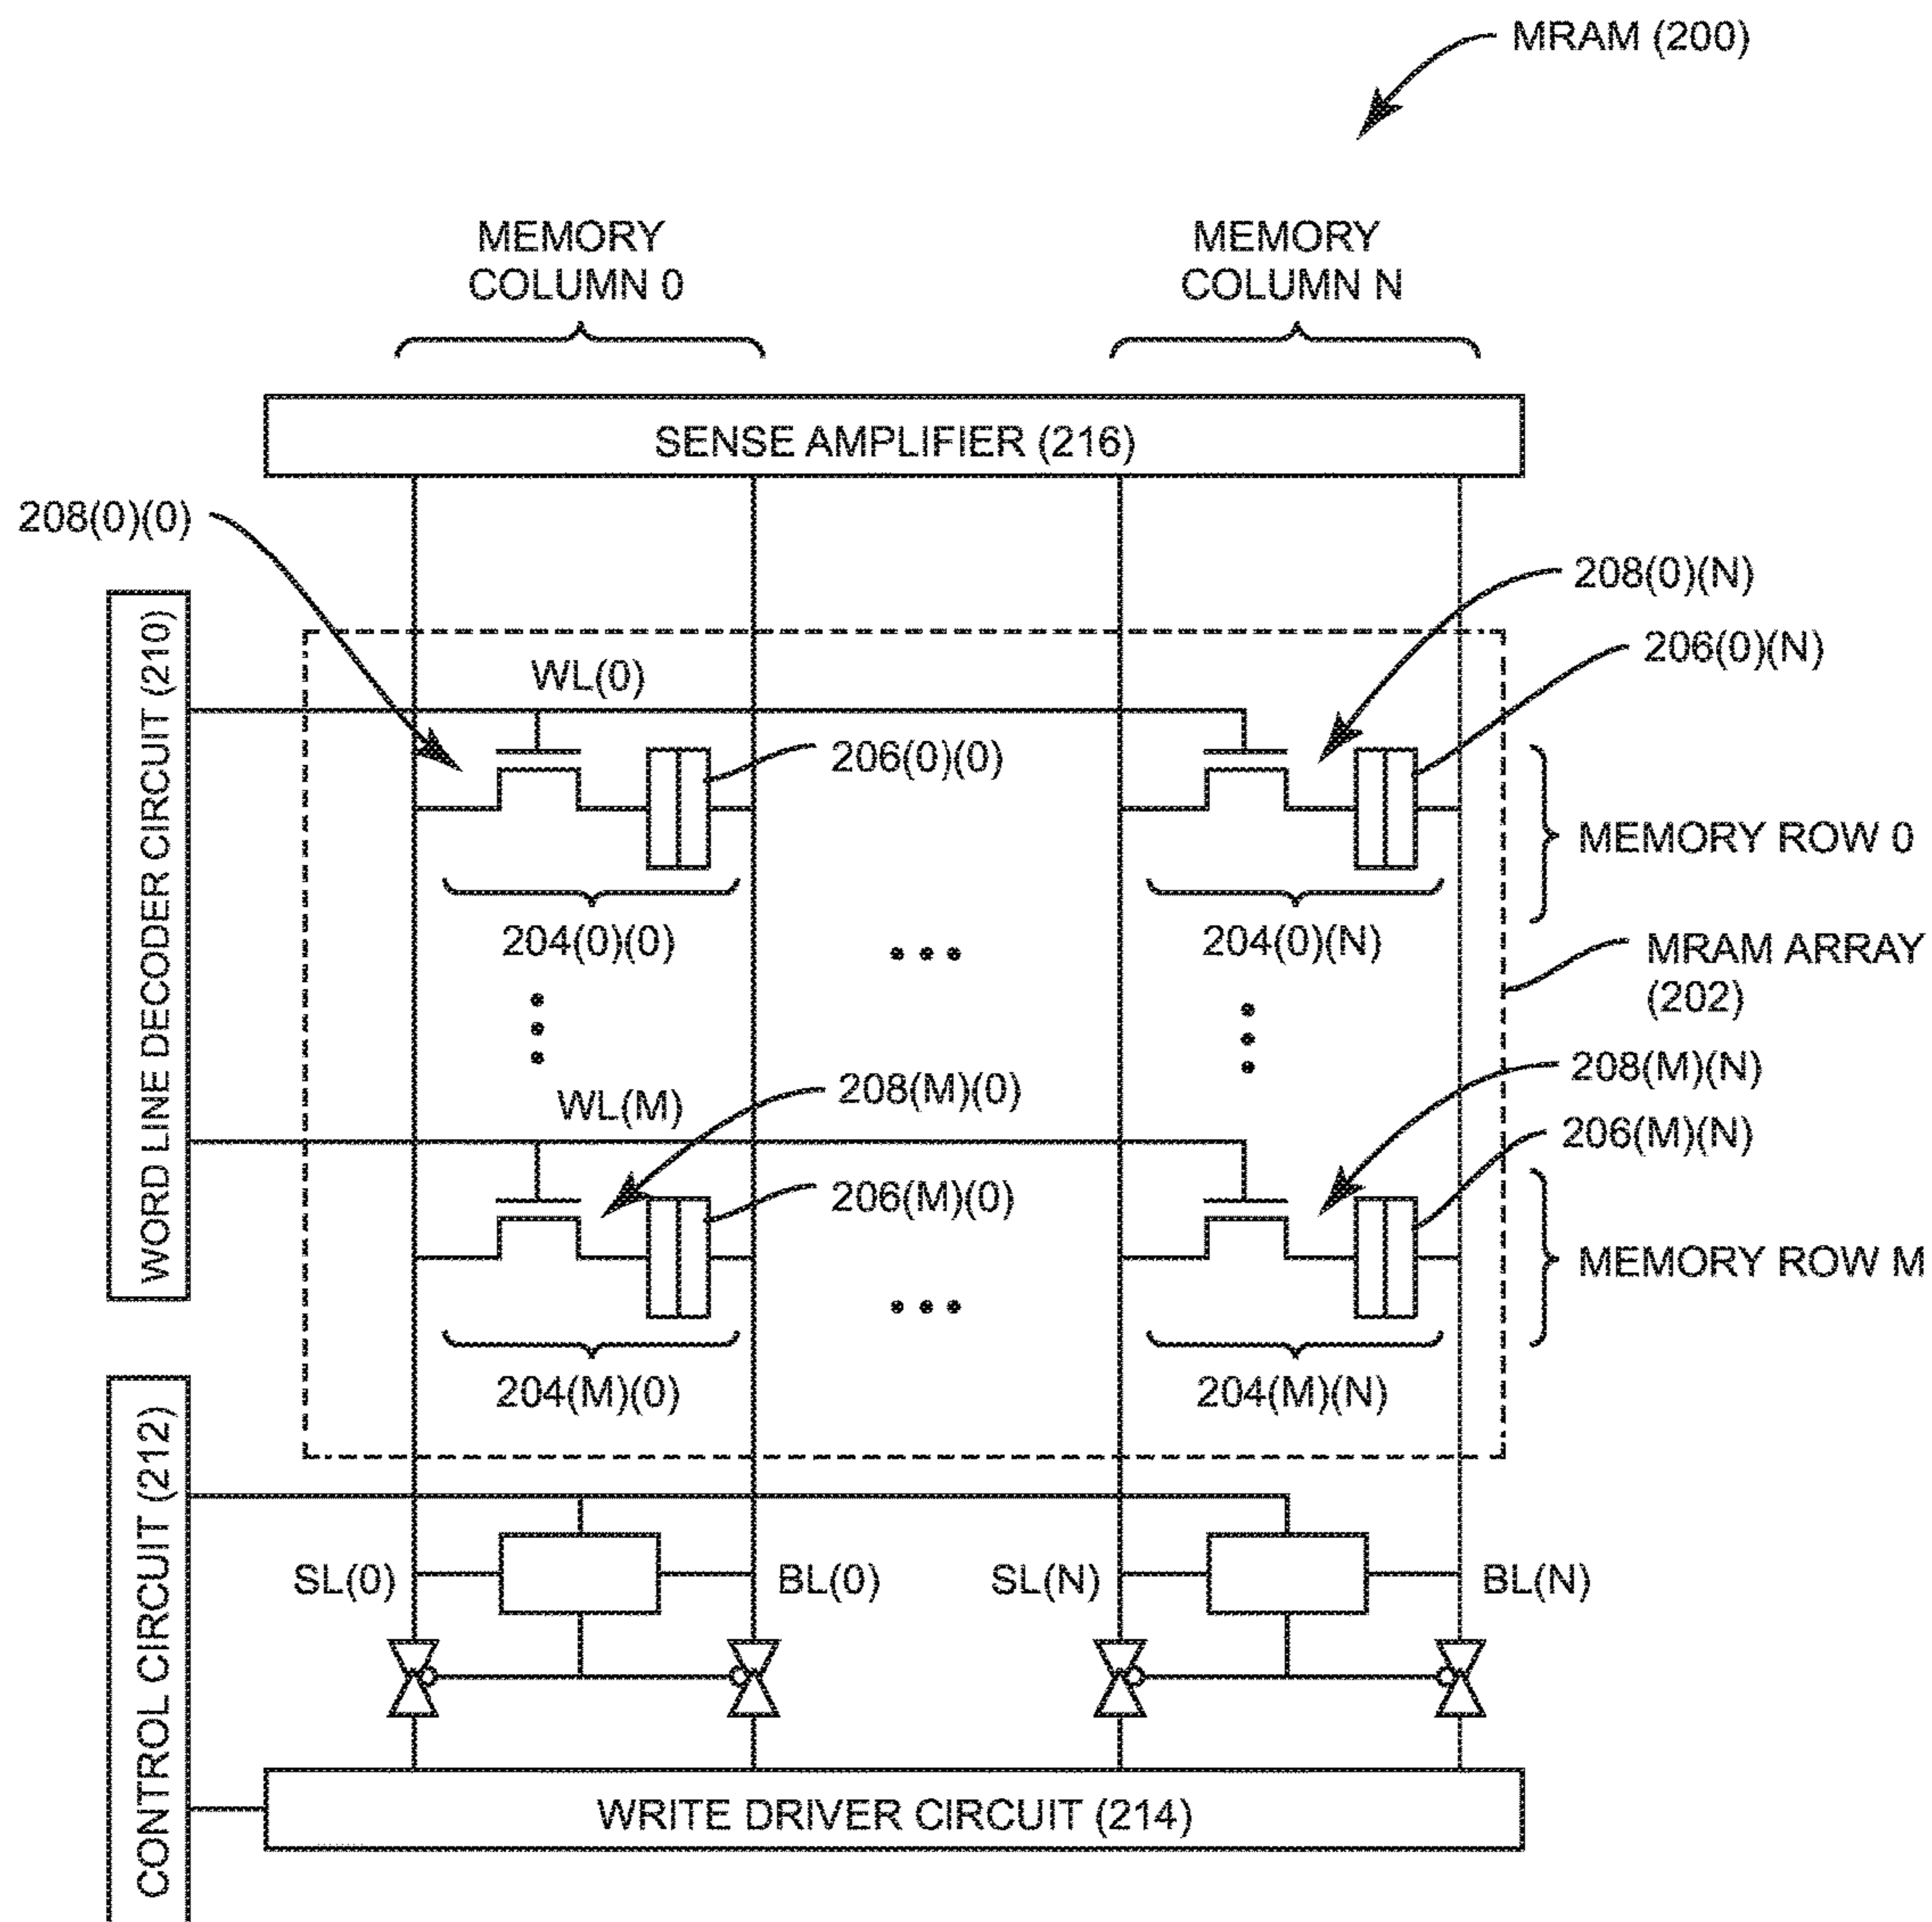 MRAM (200)
MEMORY
COLUMN 0
MEMORY
COLUMN N
SENSE AMPLIFIER (216)
208(0)(0)
208(0)(N)
206(0)(N)
WORD LINE DECODER CIRCUIT (210)
WL(0)
206(0)(0)
MEMORY ROW 0
204(0)(0)
204(0)(N)
MRAM ARRAY
(202)
WL(M)
208(M)(0)
208(M)(N)
206(M)(N)
206(M)(0)
MEMORY ROW M
204(M)(0)
204(M)(N)
CONTROL CIRCUIT (212)
SL(0)
BL(0)
SL(N)
BL(N)
WRITE DRIVER CIRCUIT (214)